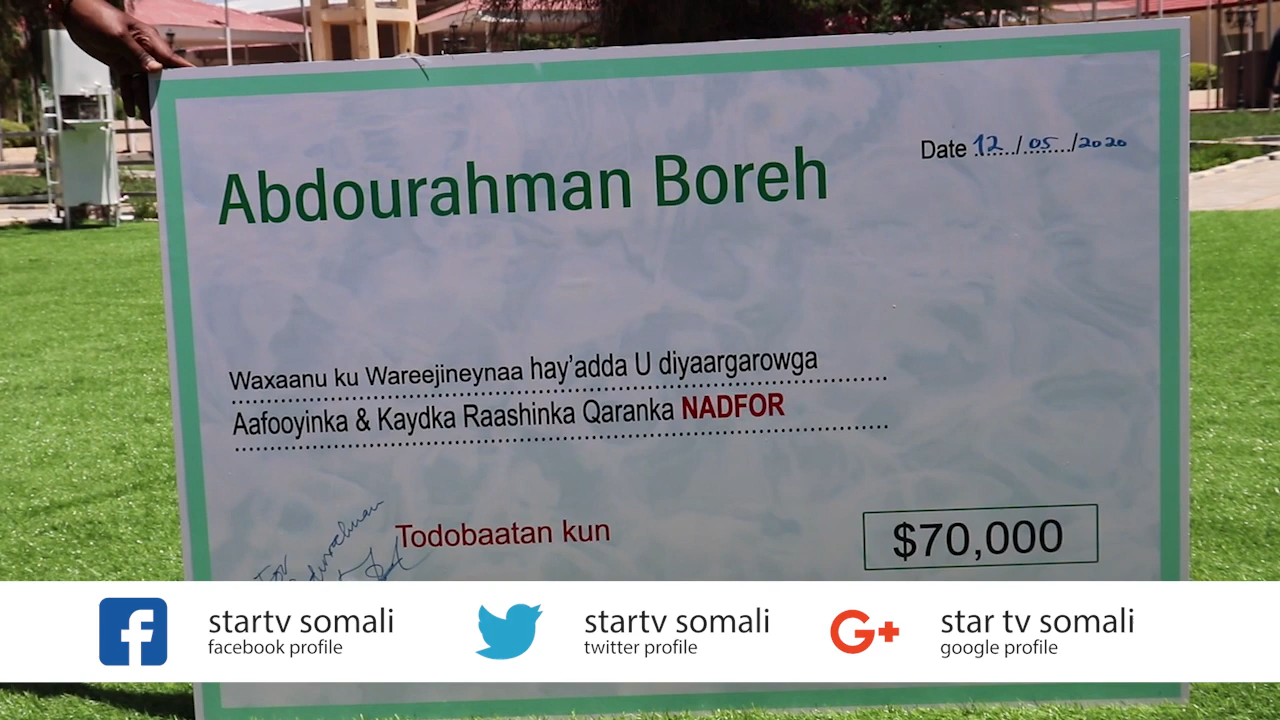 Abdourahman Boreh
Date 12/05/2020
Waxaanu ku Wareejineynaa hay'adda U diyaargarowga
Aafooyinka & Kaydka Raashinka Qaranka NADFOR
Todobaatan kun
$70,000
For
startv somali
facebook profile
startv somali
twitter profile
G+
star tv somali
google profile